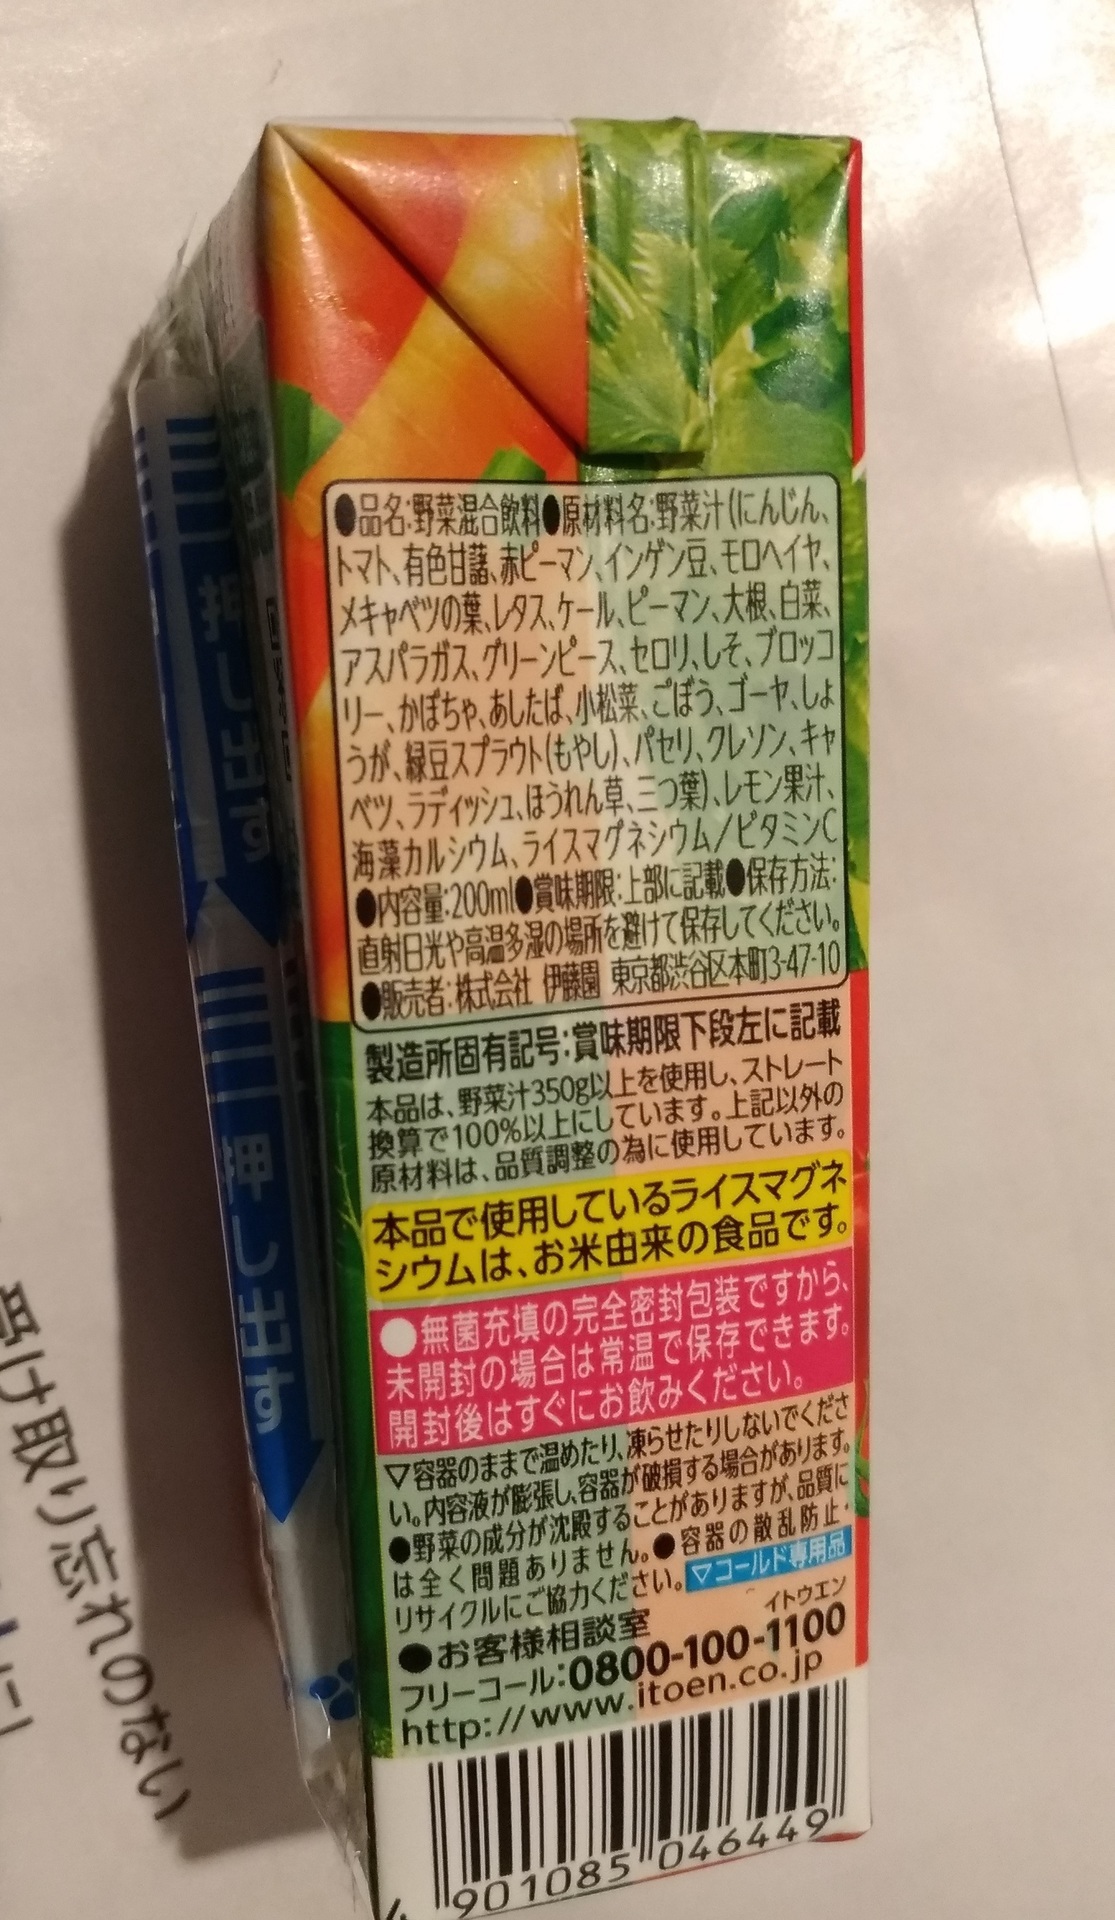 ●品名:野菜混合飲料●原材料名:野菜汁(にんじん、
トマト、有色甘藷、赤ピーマン、インゲン豆、モロヘイヤ、
メキャベツの葉、レタス、ケール、ピーマン、大根、白菜、
アスパラガス、グリーンピース、セロリ、しそ、ブロッコ
リー、かぼちゃ、あしたば、小松菜、ごぼう、ゴーヤ、しょ
うが、緑豆スプラウト(もやし)、パセリ、クレソン、キャ
ベツ、ラディッシュ、ほうれん草、三つ葉)、レモン果汁、
海藻カルシウム、ライスマグネシウム/ビタミンC
●内容量:200ml●賞味期限:上部に記載●保存方法:
直射日光や高温多湿の場所を避けて保存してください。
●販売者:株式会社 伊藤園 東京都渋谷区本町3-47-10
製造所固有記号:賞味期限下段左に記載
本品は、野菜汁350g以上を使用し、ストレート
換算で100%以上にしています。上記以外の
原材料は、品質調整の為に使用しています。
本品で使用しているライスマグネ
シウムは、お米由来の食品です。
●無菌充填の完全密封包装ですから、
未開封の場合は常温で保存できます。
開封後はすぐにお飲みください。
▽容器のままで温めたり、凍らせたりしないでくださ
い。内容液が膨張し、容器が破損する場合があります。
●野菜の成分が沈殿することがありますが、品質に
は全く問題ありません。●容器の散乱防止・
リサイクルにご協力ください。▽コールド専用品
●お客様相談室 イトウエン
フリーコール:0800-100-1100
http://www.itoen.co.jp
4 901085 046449
押し出す
押し出す
受け取り忘れのない